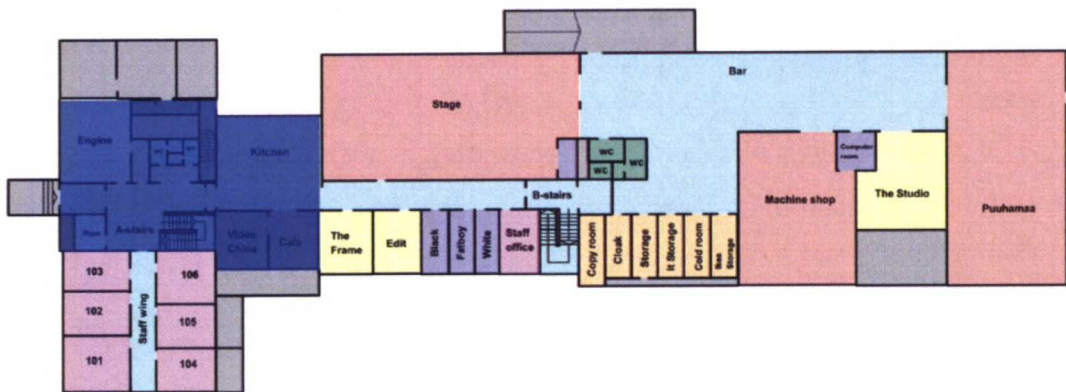 Bar
Stage
Engine
WC
WC
Kitchen
WC
WC
WC
Computer
room
B-stairs
Machine shop
The Studio
Puuhamaa
A-stairs
Video
China
Cafe
The
Frame
Edit
Black
Fatboy
White
Staff
office
Copy room
Cloak
Storage
It Storage
Cold room
Storage
103
106
102
105
101
104
Staff wing